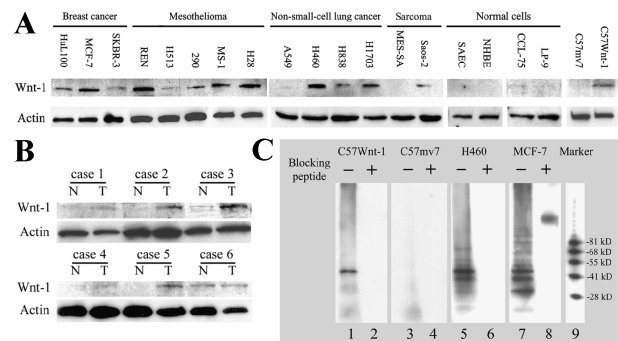 A
Breast cancer
Mesothelioma
Non-small-cell lung cancer
Sarcoma
Normal cells
HuL100
MCF-7
SKBR-3
REN
H513
290
MS-1
H28
A549
H460
H838
H1703
MES-SA
Saos-2
SAEC
NHBE
CCL-75
LP-9
C57mv7
C57Wnt-1
Wnt-1
Actin
B
case 1 case 2 case 3
N T N T N T
Wnt-1
Actin
case 4 case 5 case 6
N T N T N T
Wnt-1
Actin
C
C57Wnt-1 C57mv7 H460 MCF-7 Marker
Blocking peptide
− + − + − + − +
-81 kD
-68 kD
-55 kD
-41 kD
-28 kD
1 2 3 4 5 6 7 8 9